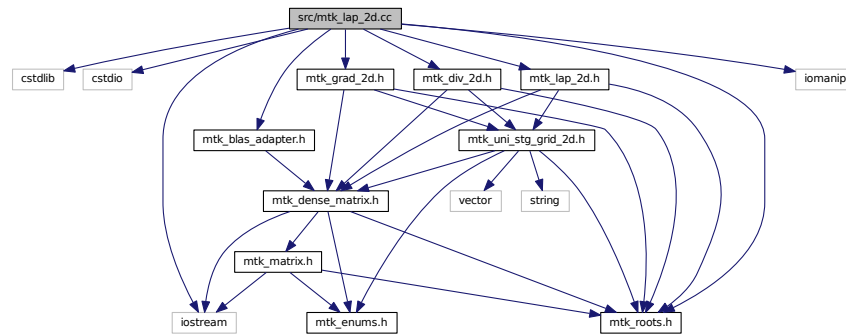 src/mtk_lap_2d.cc
cstdlib
cstdio
mtk_grad_2d.h
mtk_div_2d.h
mtk_lap_2d.h
iomanip
mtk_blas_adapter.h
mtk_uni_stg_grid_2d.h
mtk_dense_matrix.h
vector
string
mtk_matrix.h
iostream
mtk_enums.h
mtk_roots.h